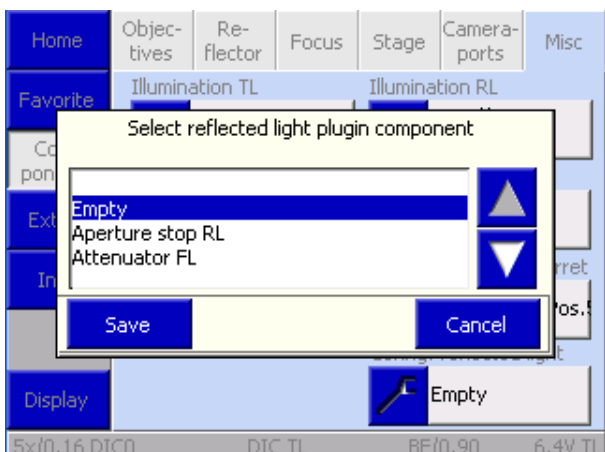 Home
Objec-
tives
Re-
flector
Focus
Stage
Camera-
ports
Misc
Favorite
Illumination TL
Illumination RL
Select reflected light plugin component
Empty
Aperture stop RL
Attenuator FL
Save
Cancel
Pos.5
Display
Empty
5x/0.16 DIC0
DIC TL
BF/0.90
6.4V TL